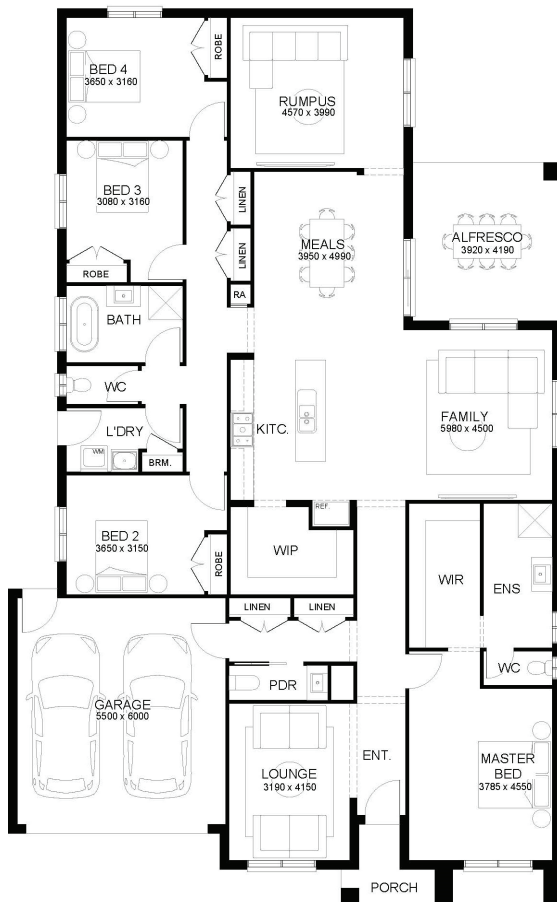 ROBE
BED 4
3650 x 3160
RUMPUS
4570 x 3990
BED 3
3080 x 3160
LINEN
LINEN
MEALS
3950 x 4990
ALFRESCO
3920 x 4190
ROBE
RA
BATH
WC
KITC.
FAMILY
5980 x 4500
L'DRY
WM
BRM.
REF.
BED 2
3650 x 3150
ROBE
WIP
WIR
ENS
LINEN
LINEN
WC
PDR
GARAGE
5500 x 6000
LOUNGE
3190 x 4150
ENT.
MASTER
BED
3785 x 4550
PORCH